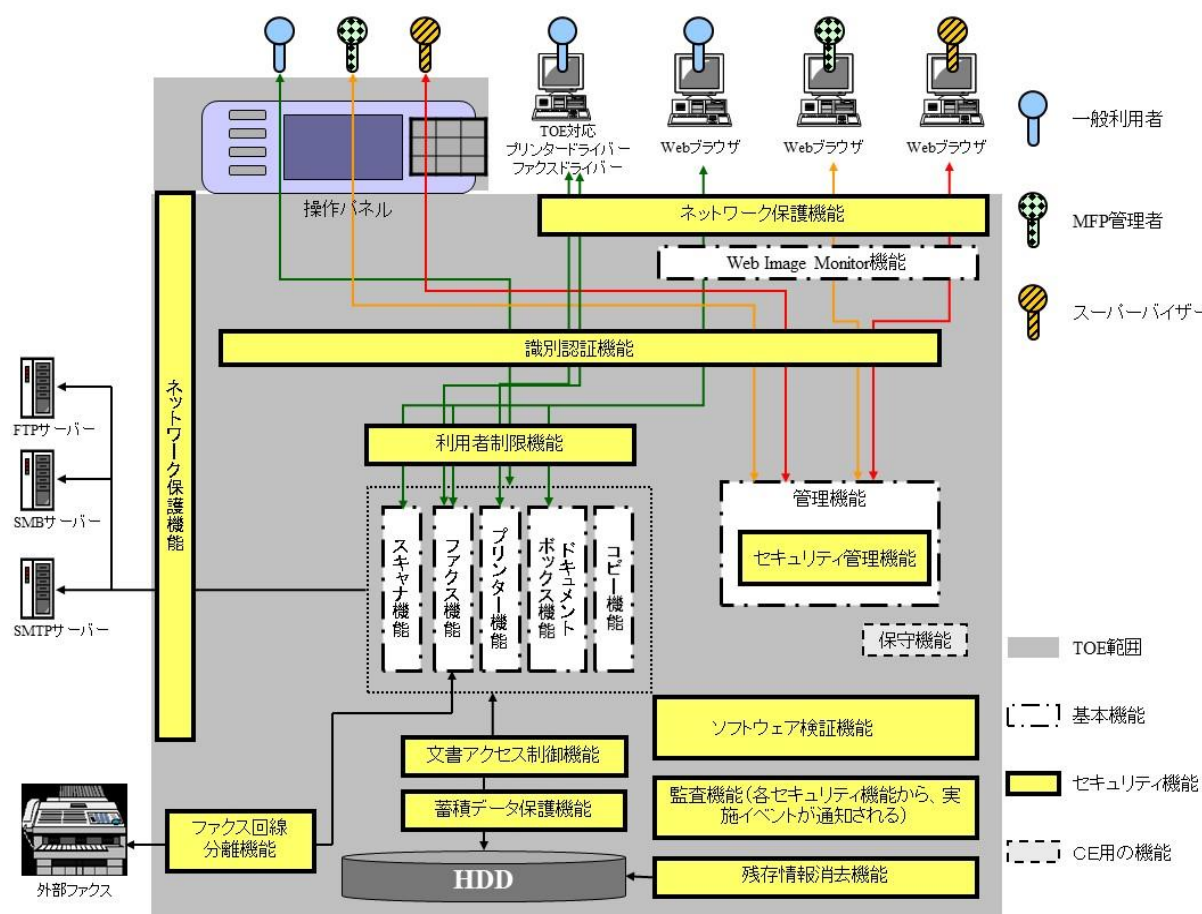 TOE対応
プリンタードライバー
ファクスドライバー
Webブラウザ
Webブラウザ
Webブラウザ
一般利用者
MFP管理者
スーパーバイザー
操作パネル
ネットワーク保護機能
Web Image Monitor機能
識別認証機能
ネットワーク保護機能
FTPサーバー
SMBサーバー
SMTPサーバー
利用者制限機能
スキャナ機能
ファクス機能
プリンター機能
ドキュメント
ボックス機能
コピー機能
管理機能
セキュリティ管理機能
保守機能
ソフトウェア検証機能
文書アクセス制御機能
監査機能(各セキュリティ機能から、実
施イベントが通知される)
蓄積データ保護機能
ファクス回線
分離機能
外部ファクス
HDD
残存情報消去機能
TOE範囲
基本機能
セキュリティ機能
CE用の機能